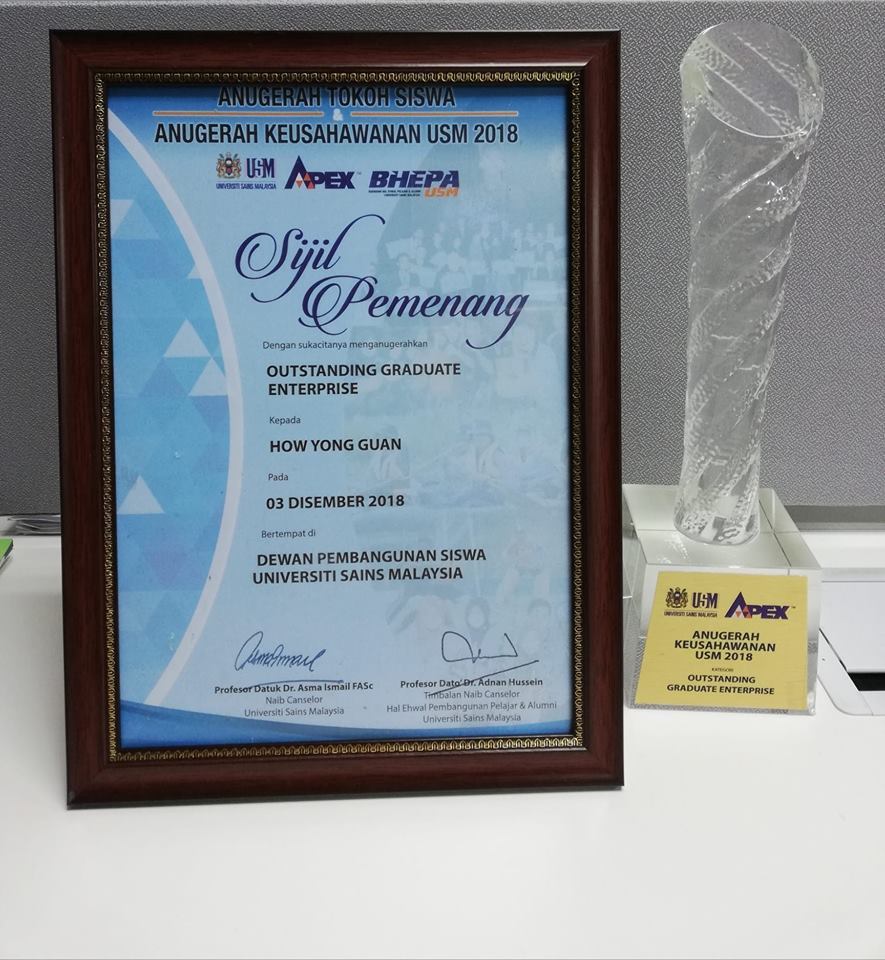 ANUGERAH TOKOH SISWA
&
ANUGERAH KEUSAHAWANAN USM 2018
USM
UNIVERSITI SAINS MALAYSIA
APEX™
BHEPA
USM
Sijil
Pemenang
Dengan sukacitanya menganugerahkan
OUTSTANDING GRADUATE
ENTERPRISE
Kepada
HOW YONG GUAN
Pada
03 DISEMBER 2018
Bertempat di
DEWAN PEMBANGUNAN SISWA
UNIVERSITI SAINS MALAYSIA
Profesor Datuk Dr. Asma Ismail FASc
Naib Canselor
Universiti Sains Malaysia
Profesor Dato' Dr. Adnan Hussein
Timbalan Naib Canselor
Hal Ehwal Pembangunan Pelajar & Alumni
Universiti Sains Malaysia
USM
UNIVERSITI SAINS MALAYSIA
APEX™
ANUGERAH
KEUSAHAWANAN
USM 2018
KATEGORI
OUTSTANDING
GRADUATE ENTERPRISE